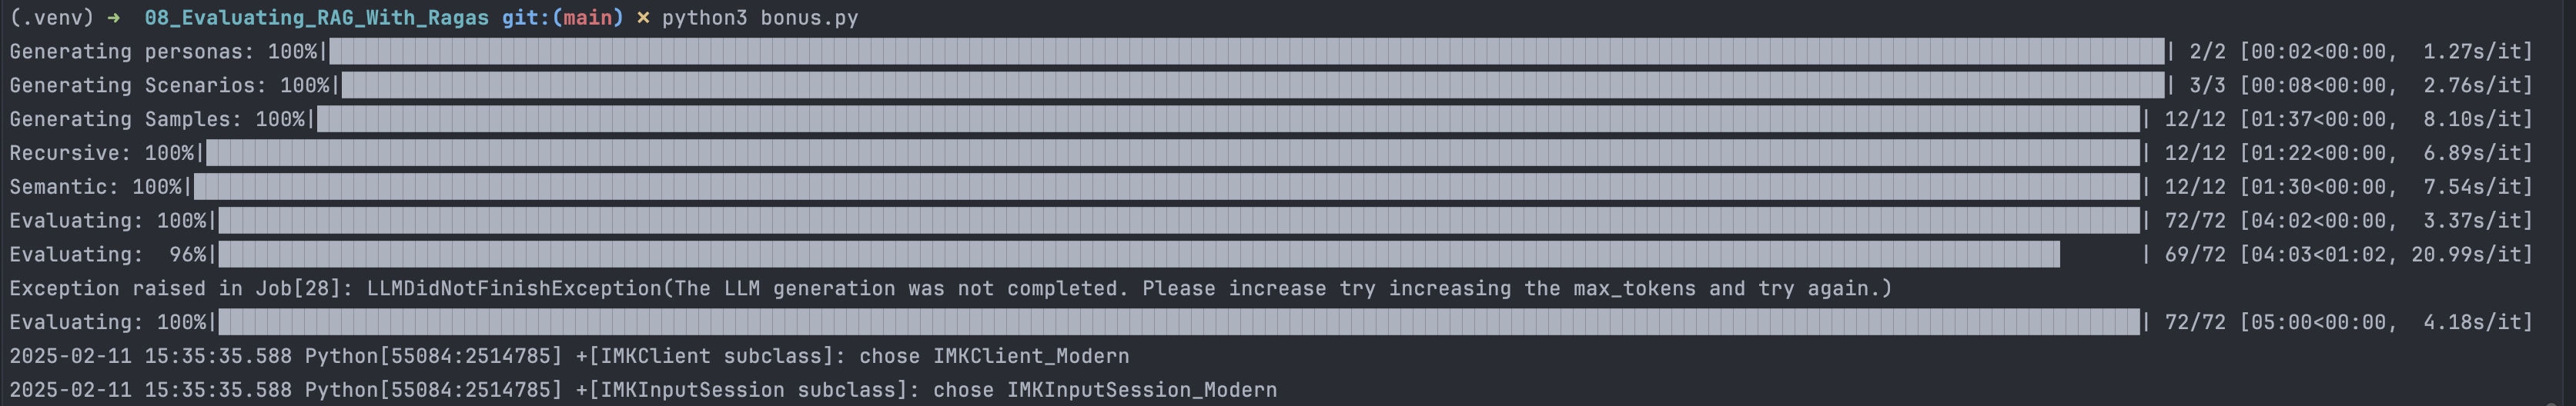 (.venv) ➜  08_Evaluating_RAG_With_Ragas git:(main) ✗ python3 bonus.py
Generating personas: 100%|██████████| 2/2 [00:02<00:00,  1.27s/it]
Generating Scenarios: 100%|██████████| 3/3 [00:08<00:00,  2.76s/it]
Generating Samples: 100%|██████████| 12/12 [01:37<00:00,  8.10s/it]
Recursive: 100%|██████████| 12/12 [01:22<00:00,  6.89s/it]
Semantic: 100%|██████████| 12/12 [01:30<00:00,  7.54s/it]
Evaluating: 100%|██████████| 72/72 [04:02<00:00,  3.37s/it]
Evaluating:  96%|█████████▌| 69/72 [04:03<01:02, 20.99s/it]
Exception raised in Job[28]: LLMDidNotFinishException(The LLM generation was not completed. Please increase try increasing the max_tokens and try again.)
Evaluating: 100%|██████████| 72/72 [05:00<00:00,  4.18s/it]
2025-02-11 15:35:35.588 Python[55084:2514785] +[IMKClient subclass]: chose IMKClient_Modern
2025-02-11 15:35:35.588 Python[55084:2514785] +[IMKInputSession subclass]: chose IMKInputSession_Modern